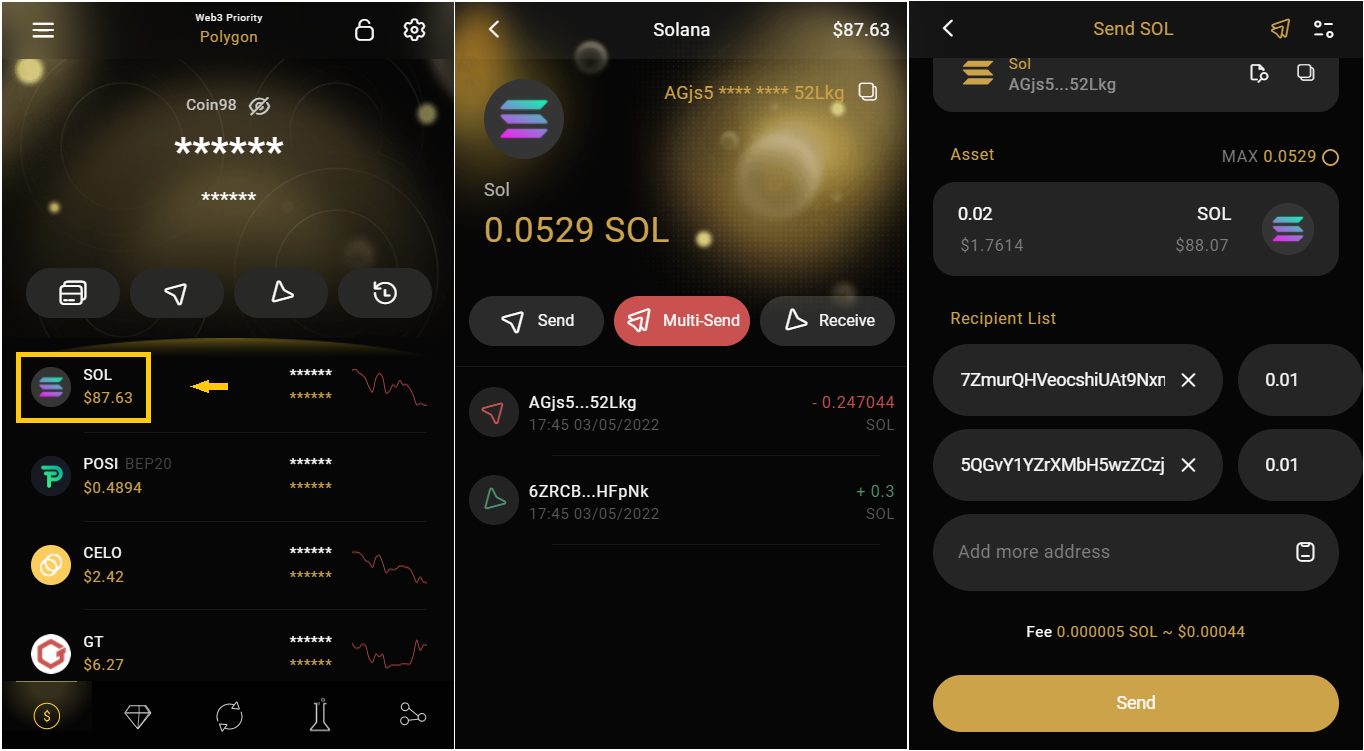 Web3 Priority
Polygon
Coin98
******
******
SOL
$87.63
******
******
POSI BEP20
$0.4894
******
******
CELO
$2.42
******
******
GT
$6.27
******
******
Solana
$87.63
AGjs5 **** **** 52Lkg
Sol
0.0529 SOL
Send
Multi-Send
Receive
AGjs5...52Lkg
- 0.247044
17:45 03/05/2022
SOL
6ZRCB...HFpNk
+ 0.3
17:45 03/05/2022
SOL
Send SOL
Sol
AGjs5...52Lkg
Asset
MAX 0.0529
0.02
SOL
$1.7614
$88.07
Recipient List
7ZmurQHVeocshiUAt9Nxn
0.01
5QGvY1YZrXMbH5wzZCzj
0.01
Add more address
Fee 0.000005 SOL ~ $0.00044
Send